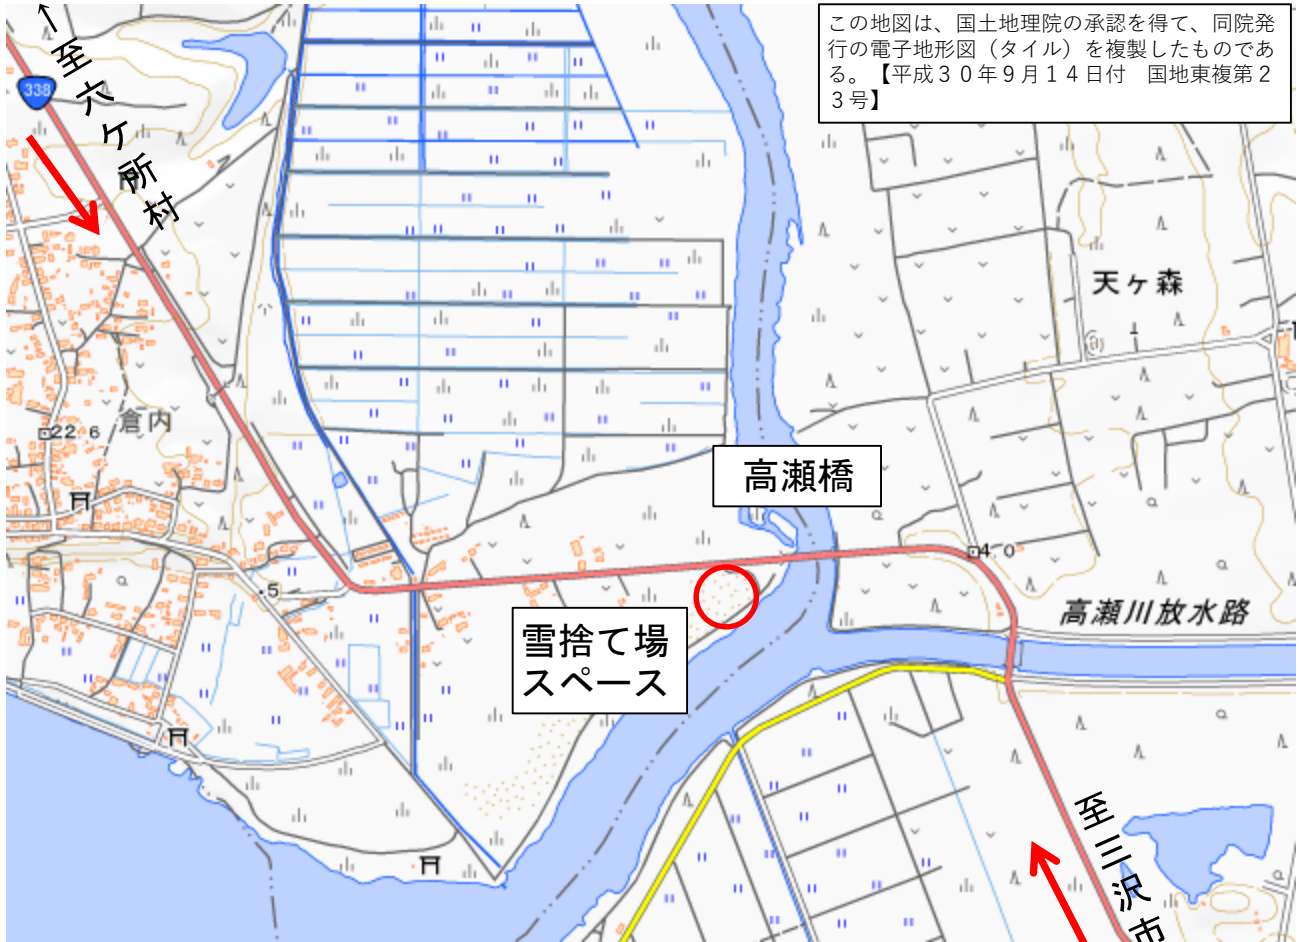 この地図は、国土地理院の承認を得て、同院発
行の電子地形図（タイル）を複製したものであ
る。【平成３０年９月１４日付　国地東複第２
３号】
←至六ケ所村
338
天ヶ森
倉内
22.6
高瀬橋
4.0
.5
高瀬川放水路
雪捨て場
スペース
至三沢市